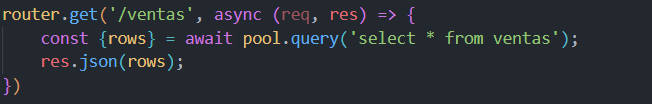 router.get('/ventas', async (req, res) => {
    const {rows} = await pool.query('select * from ventas');
    res.json(rows);
})